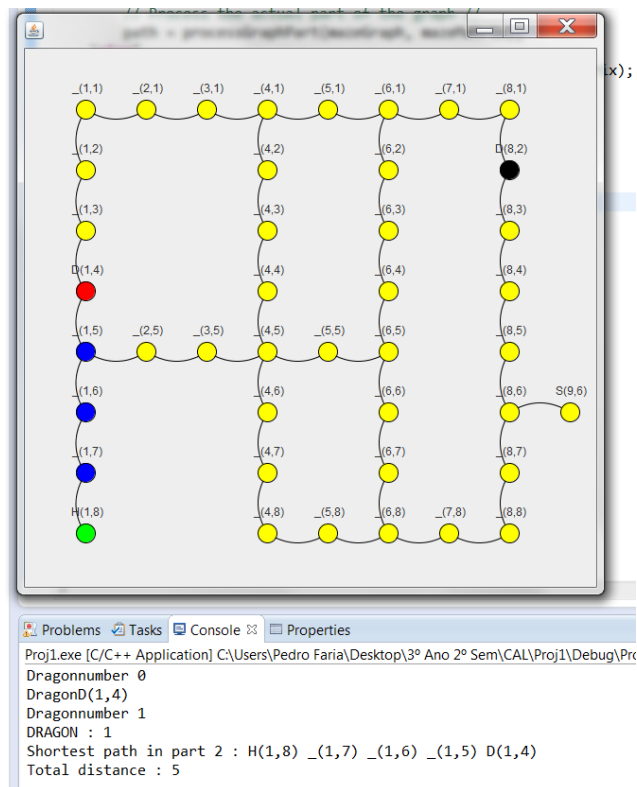 // Process the actual part of the graph //
path = processGraphPart(mazeGraph,
ix);
_(1,1) _(2,1) _(3,1) _(4,1) _(5,1) _(6,1) _(7,1) _(8,1)
_(1,2) _(4,2) _(6,2) D(8,2)
_(1,3) _(4,3) _(6,3) _(8,3)
D(1,4) _(4,4) _(6,4) _(8,4)
_(1,5) _(2,5) _(3,5) _(4,5) _(5,5) _(6,5) _(8,5)
_(1,6) _(4,6) _(6,6) _(8,6) S(9,6)
_(1,7) _(4,7) _(6,7) _(8,7)
H(1,8) _(4,8) _(5,8) _(6,8) _(7,8) _(8,8)
Problems Tasks Console Properties
Proj1.exe [C/C++ Application] C:\Users\Pedro Faria\Desktop\3º Ano 2º Sem\CAL\Proj1\Debug\Pro
Dragonnumber 0
DragonD(1,4)
Dragonnumber 1
DRAGON : 1
Shortest path in part 2 : H(1,8) _(1,7) _(1,6) _(1,5) D(1,4)
Total distance : 5